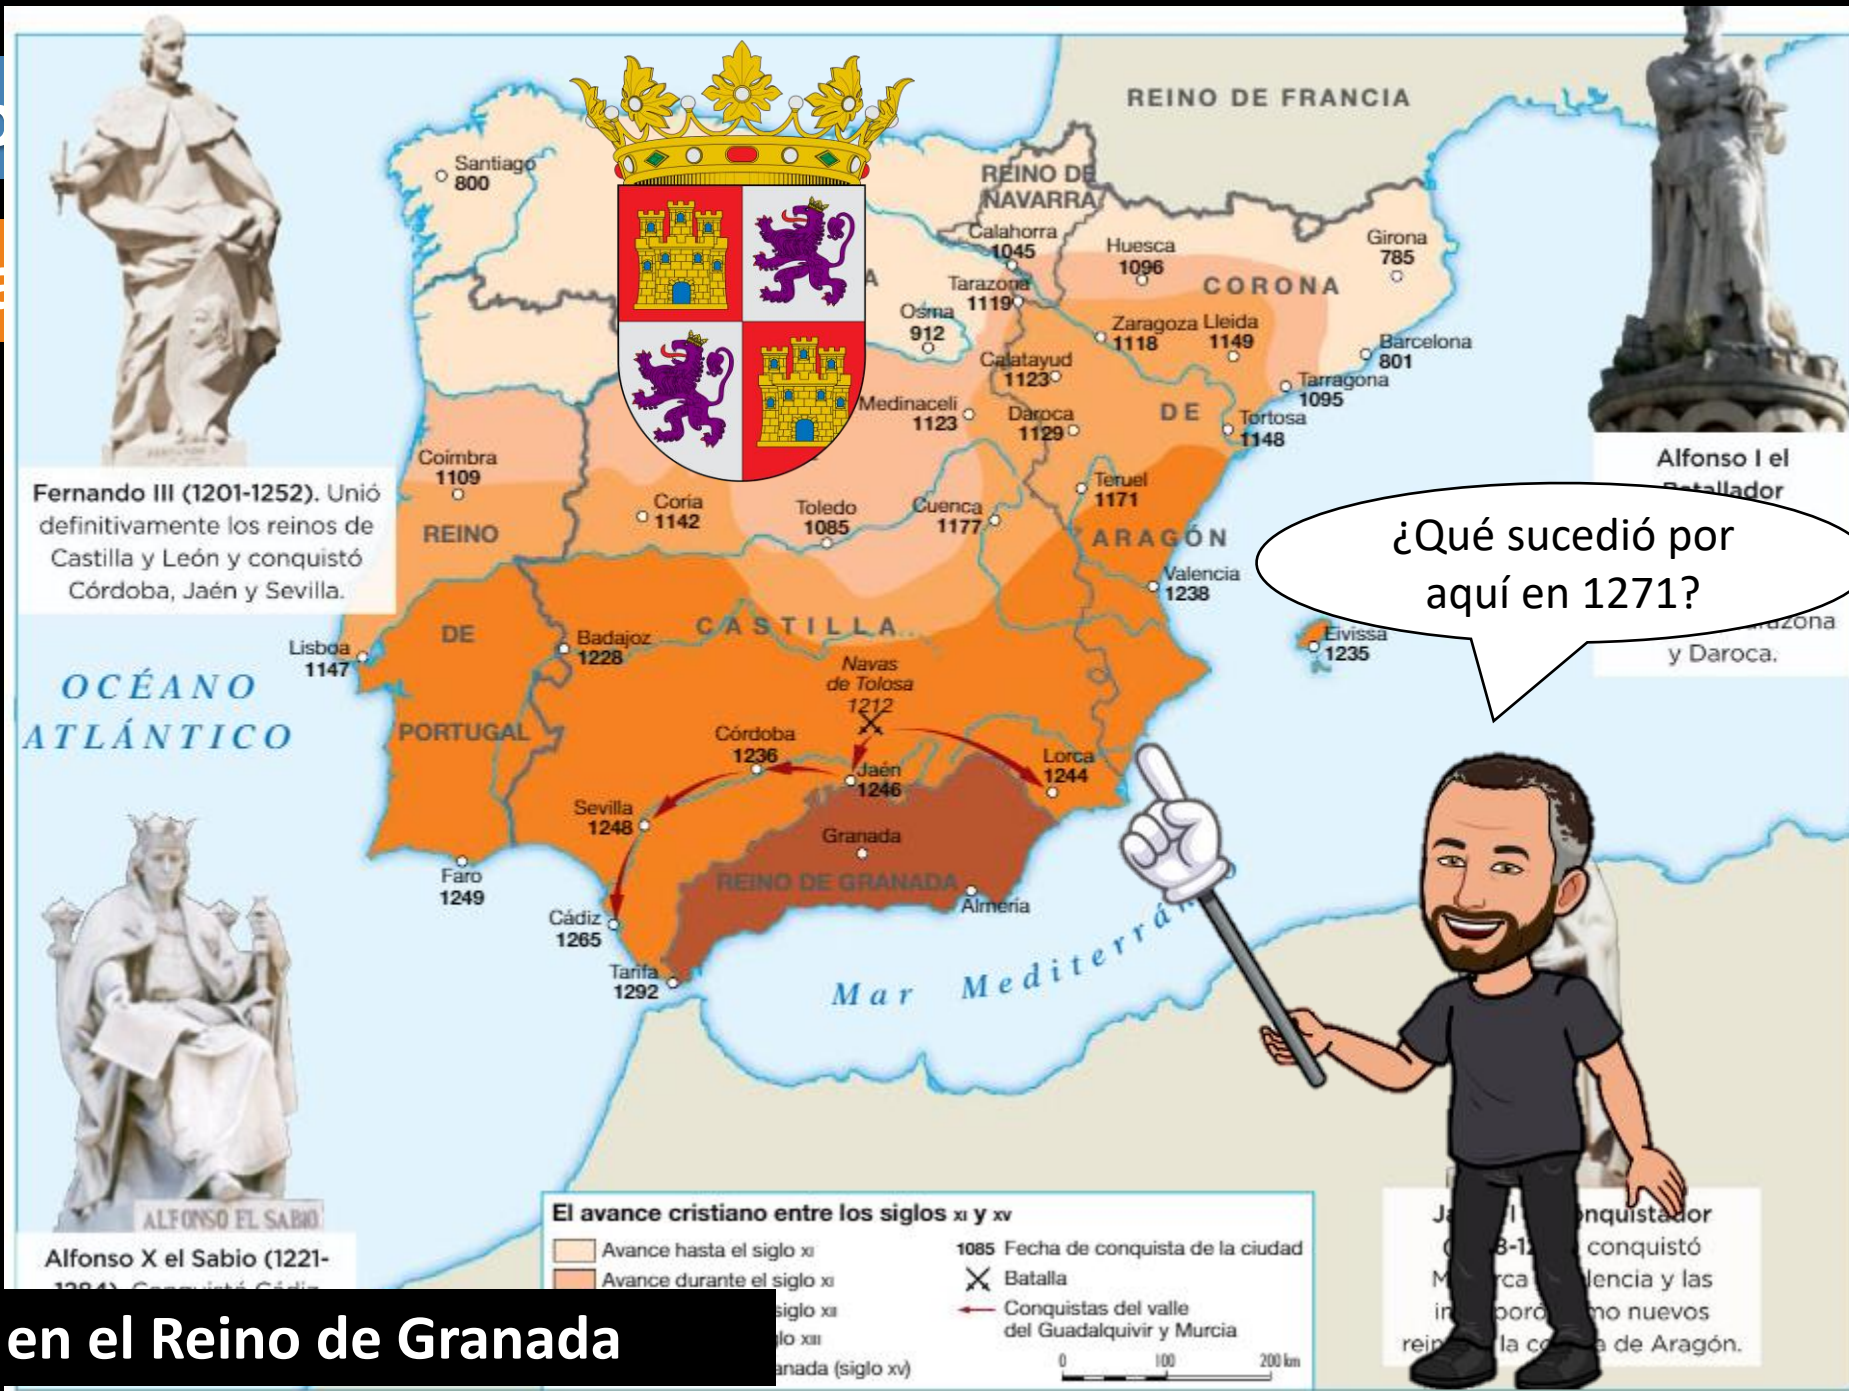 REINO DE FRANCIA
Santiago
800
REINO DE
NAVARRA
Calahorra
1045
Huesca
1096
Girona
785
Tarazona
1119
CORONA
Osma
912
Zaragoza
1118
Lleida
1149
Barcelona
801
Calatayud
1123
Tarragona
1095
Medinaceli
1123
Daroca
1129
DE
Tortosa
1148
Coimbra
1109
Coria
1142
Toledo
1085
Cuenca
1177
Teruel
1171
REINO
ARAGÓN
Valencia
1238
DE
CASTILLA
Lisboa
1147
Badajoz
1228
Eivissa
1235
Navas
de Tolosa
1212
PORTUGAL
Córdoba
1236
Jaén
1246
Lorca
1244
Sevilla
1248
Granada
REINO DE GRANADA
Almería
Faro
1249
Cádiz
1265
Tarifa
1292
OCÉANO
ATLÁNTICO
Mar
Fernando III (1201-1252). Unió
definitivamente los reinos de
Castilla y León y conquistó
Córdoba, Jaén y Sevilla.
Alfonso I el
y Daroca.
¿Qué sucedió por
aquí en 1271?
ALFONSO EL SABIO
Alfonso X el Sabio (1221-
El avance cristiano entre los siglos XI y XV
Avance hasta el siglo XI
Avance durante el siglo XI
siglo XII
XIII
(siglo XV)
1085 Fecha de conquista de la ciudad
Batalla
Conquistas del valle
del Guadalquivir y Murcia
0 100 200 km
conquistó
y las
nuevos
la de Aragón.
en el Reino de Granada